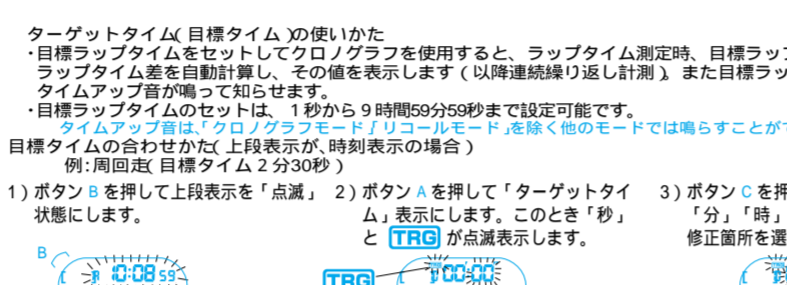 ターゲットタイム(目標タイム)の使いかた
・目標ラップタイムをセットしてクロノグラフを使用すると、ラップタイム測定時、目標ラップ
ラップタイム差を自動計算し、その値を表示します(以降連続繰り返し計測)。また目標ラッ
タイムアップ音が鳴って知らせます。
・目標ラップタイムのセットは、1秒から9時間59分59秒まで設定可能です。
タイムアップ音は、「クロノグラフモード」「リコールモード」を除く他のモードでは鳴らすことが
目標タイムの合わせかた(上段表示が、時刻表示の場合)
例:周回走(目標タイム2分30秒)
1)ボタンBを押して上段表示を「点滅」
状態にします。
2)ボタンAを押して「ターゲットタイ
ム」表示にします。このとき「秒」
と TRG が点滅表示します。
3)ボタンCを押
「分」「時」
修正箇所を選
B
10:08 59
TRG
00:00